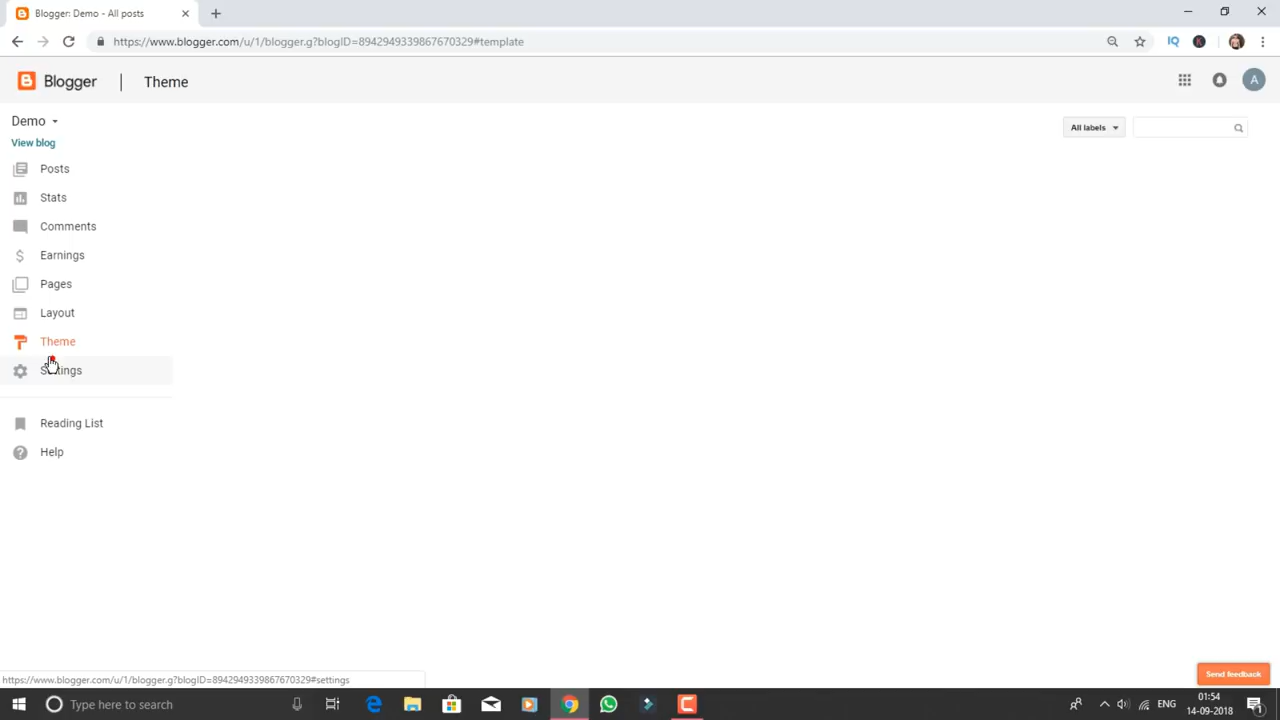 Blogger: Demo - All posts
https://www.blogger.com/u/1/blogger.g?blogID=8942949339867670329#template
IQ
K
Blogger
Theme
A
Demo
View blog
All labels
Posts
Stats
Comments
Earnings
Pages
Layout
Theme
Settings
Reading List
Help
https://www.blogger.com/u/1/blogger.g?blogID=8942949339867670329#settings
Send feedback
Type here to search
ENG
01:54
14-09-2018